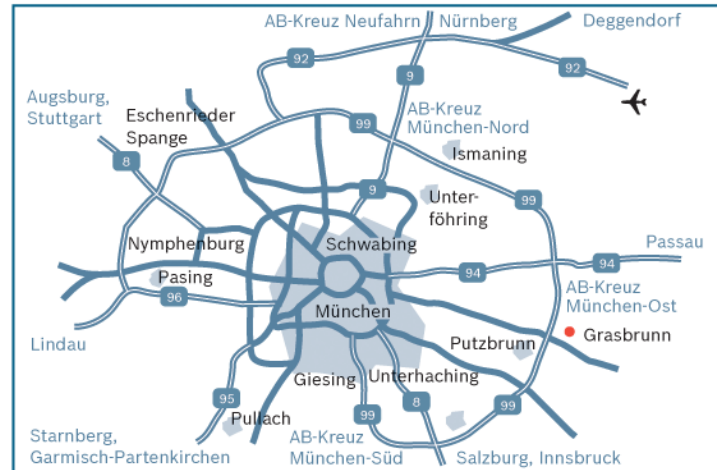 AB-Kreuz Neufahrn
Nürnberg
Deggendorf
92
9
92
Augsburg,
Stuttgart
Eschenrieder
Spange
AB-Kreuz
München-Nord
99
Ismaning
8
9
Unter-
föhring
99
Nymphenburg
Schwabing
Passau
Pasing
94
94
96
AB-Kreuz
München-Ost
München
Lindau
Putzbrunn
Grasbrunn
Giesing
Unterhaching
95
99
8
99
Pullach
Starnberg,
Garmisch-Partenkirchen
AB-Kreuz
München-Süd
Salzburg, Innsbruck